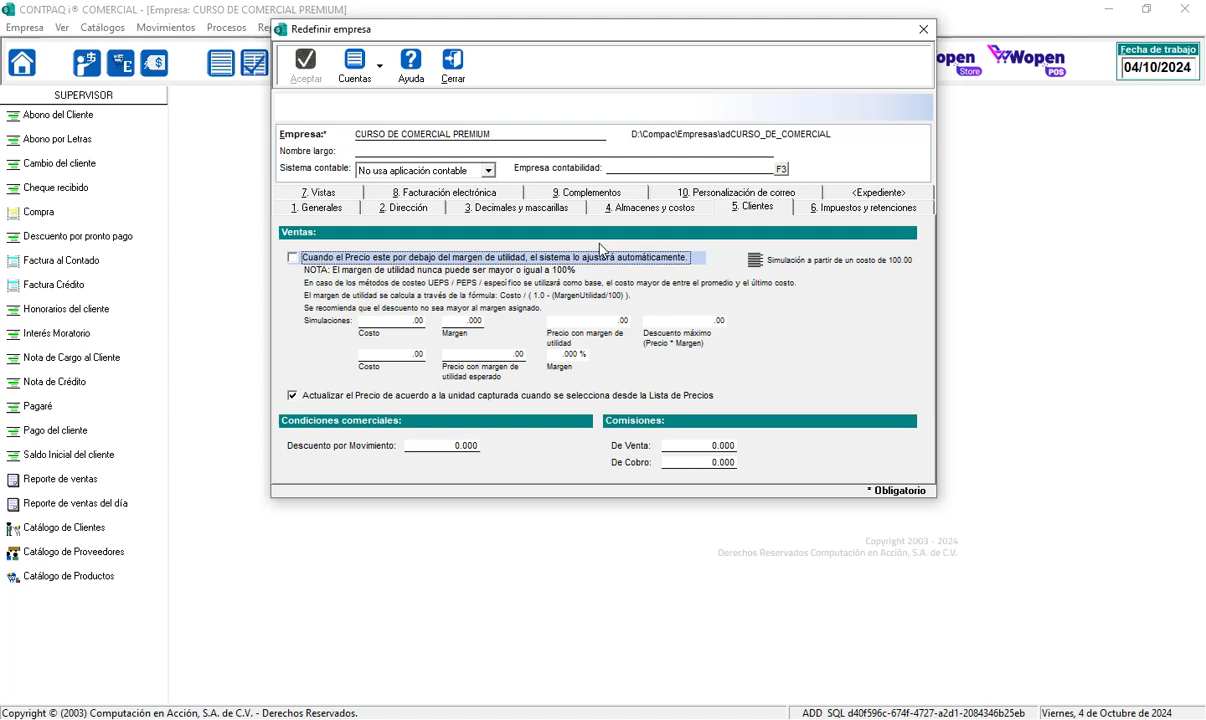 CONTPAQ i® COMERCIAL - [Empresa: CURSO DE COMERCIAL PREMIUM]
Empresa Ver Catálogos Movimientos Procesos Re
Redefinir empresa
Aceptar Cuentas Ayuda Cerrar
open Store
Wopen POS
Fecha de trabajo
04/10/2024
SUPERVISOR
Abono del Cliente
Abono por Letras
Cambio del cliente
Cheque recibido
Compra
Descuento por pronto pago
Factura al Contado
Factura Crédito
Honorarios del cliente
Interés Moratorio
Nota de Cargo al Cliente
Nota de Crédito
Pagaré
Pago del cliente
Saldo Inicial del cliente
Reporte de ventas
Reporte de ventas del día
Catálogo de Clientes
Catálogo de Proveedores
Catálogo de Productos
Empresa:* CURSO DE COMERCIAL PREMIUM D:\Compac\Empresas\adCURSO_DE_COMERCIAL
Nombre largo:
Sistema contable: No usa aplicación contable Empresa contabilidad: F3
7. Vistas 8. Facturación electrónica 9. Complementos 10. Personalización de correo <Expediente>
1. Generales 2. Dirección 3. Decimales y mascarillas 4. Almacenes y costos 5. Clientes 6. Impuestos y retenciones
Ventas:
Cuando el Precio este por debajo del margen de utilidad, el sistema lo ajustará automáticamente. Simulación a partir de un costo de 100.00
NOTA: El margen de utilidad nunca puede ser mayor o igual a 100%
En caso de los métodos de costeo UEPS / PEPS / específico se utilizará como base, el costo mayor de entre el promedio y el último costo.
El margen de utilidad se calcula a través de la fórmula: Costo / ( 1.0 - (MargenUtilidad/100) ).
Se recomienda que el descuento no sea mayor al margen asignado.
Simulaciones: .00 .000 .00 .00
Costo Margen Precio con margen de utilidad Descuento máximo (Precio * Margen)
.00 .00 .000 %
Costo Precio con margen de utilidad esperado Margen
Actualizar el Precio de acuerdo a la unidad capturada cuando se selecciona desde la Lista de Precios
Condiciones comerciales: Comisiones:
Descuento por Movimiento: 0.000 De Venta: 0.000
De Cobro: 0.000
* Obligatorio
Copyright 2003 - 2024
Derechos Reservados Computación en Acción, S.A. de C.V.
Copyright © (2003) Computación en Acción, S.A. de C.V. - Derechos Reservados. ADD SQL d40f596c-674f-4727-a2d1-2084346b25eb Viernes, 4 de Octubre de 2024